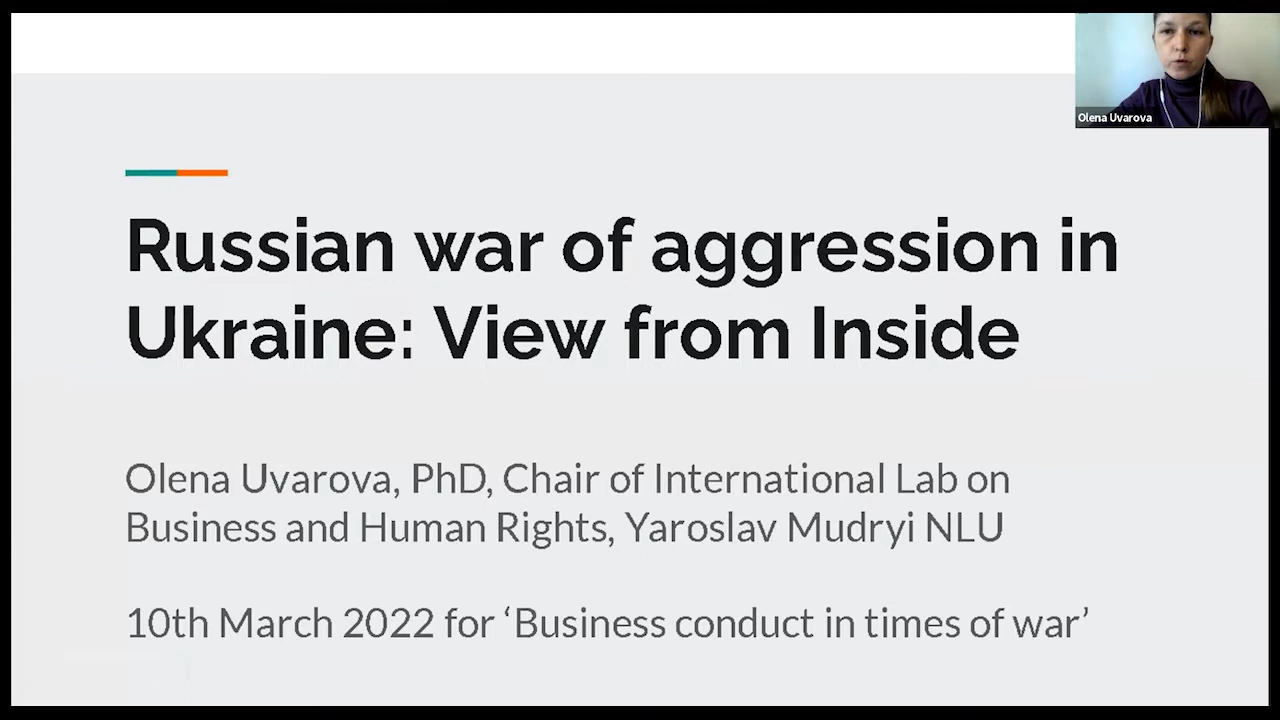 Olena Uvarova
Russian war of aggression in
Ukraine: View from Inside
Olena Uvarova, PhD, Chair of International Lab on
Business and Human Rights, Yaroslav Mudryi NLU
10th March 2022 for ‘Business conduct in times of war’